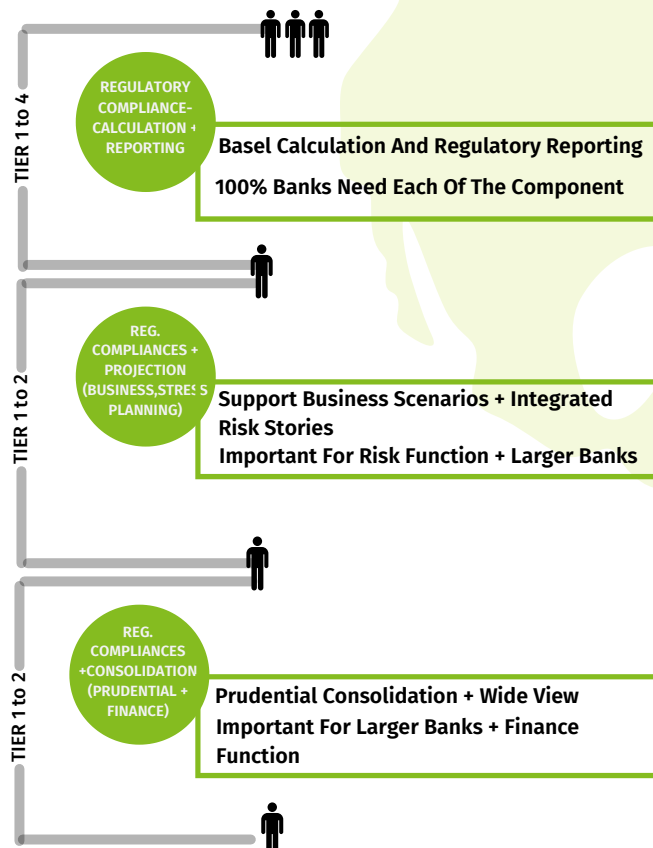 TIER 1 to 4
REGULATORY
COMPLIANCE-
CALCULATION +
REPORTING
Basel Calculation And Regulatory Reporting
100% Banks Need Each Of The Component
TIER 1 to 2
REG.
COMPLIANCES +
PROJECTION
(BUSINESS,STRESS
PLANNING)
Support Business Scenarios + Integrated
Risk Stories
Important For Risk Function + Larger Banks
TIER 1 to 2
REG.
COMPLIANCES
+CONSOLIDATION
(PRUDENTIAL +
FINANCE)
Prudential Consolidation + Wide View
Important For Larger Banks + Finance
Function